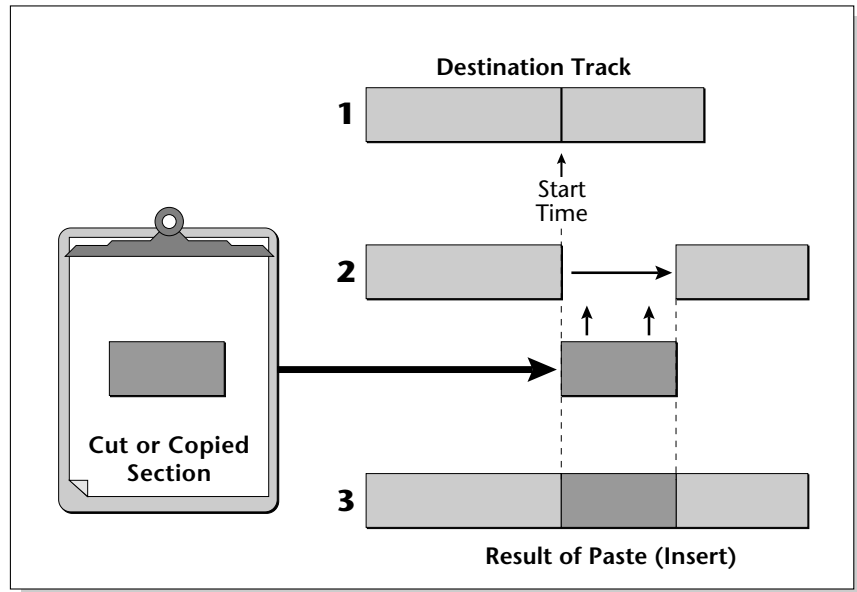 Destination Track
1
Start
Time
2
Cut or Copied
Section
3
Result of Paste (Insert)